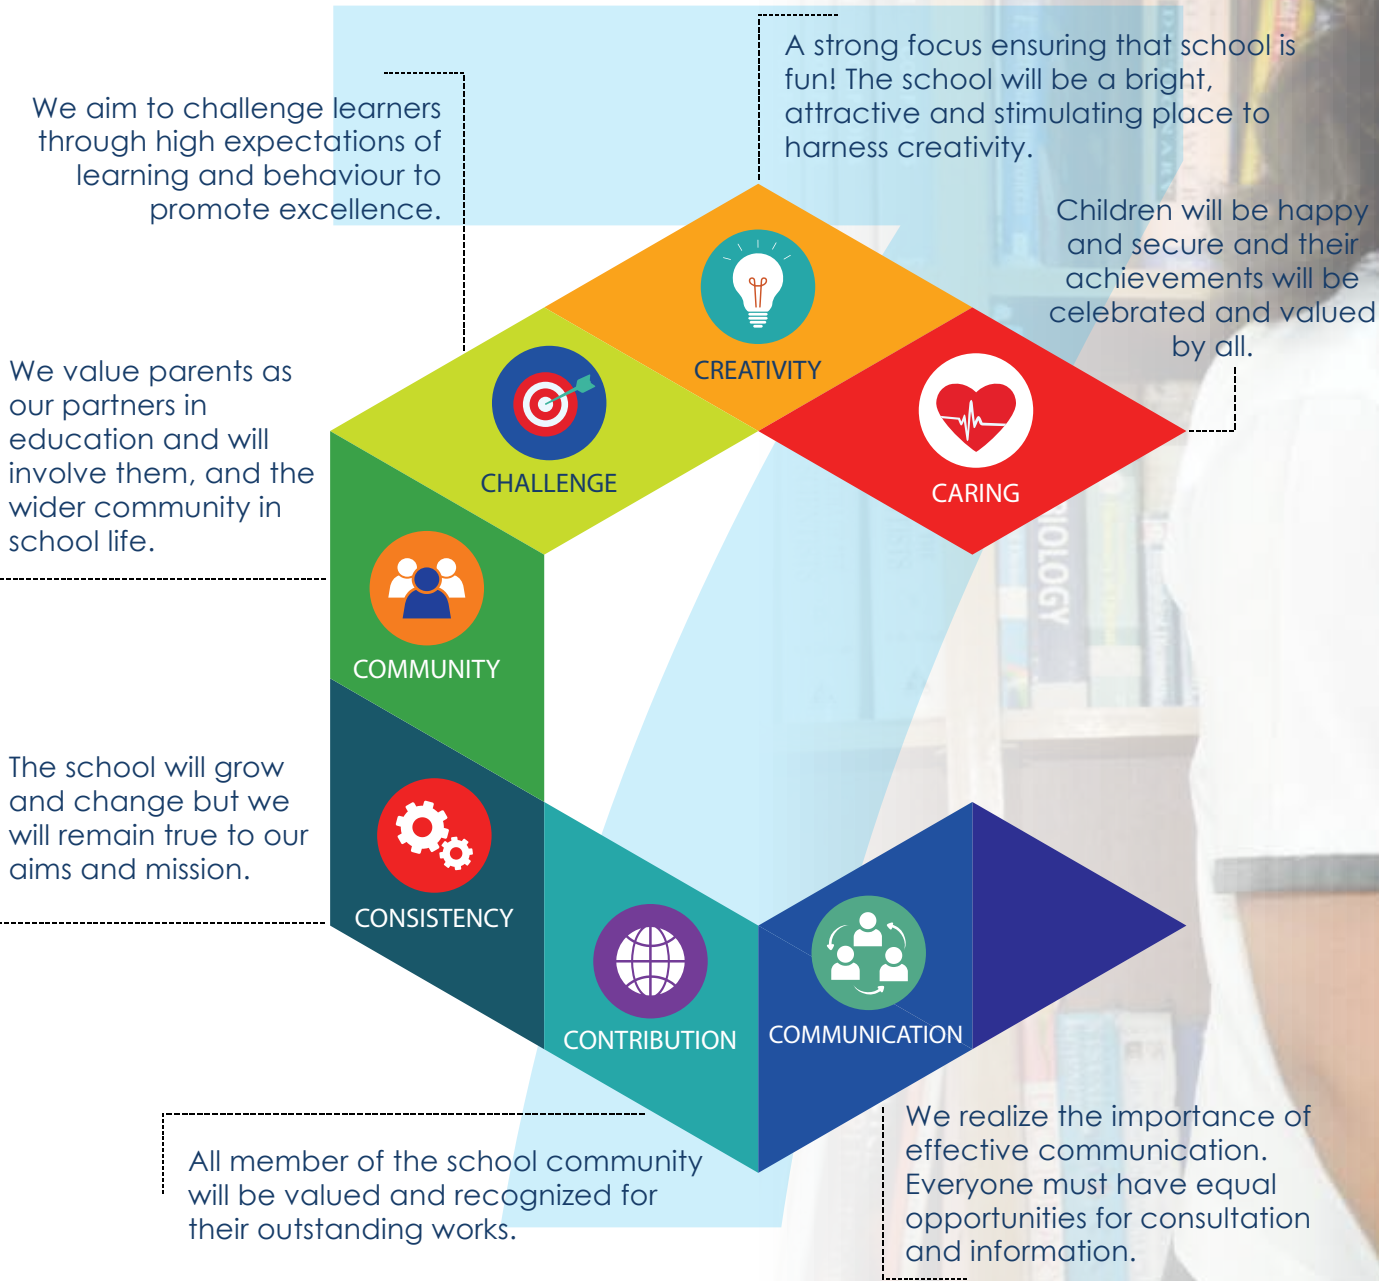 A strong focus ensuring that school is
fun! The school will be a bright,
attractive and stimulating place to
harness creativity.
We aim to challenge learners
through high expectations of
learning and behaviour to
promote excellence.
Children will be happy
and secure and their
achievements will be
celebrated and valued
by all.
CREATIVITY
We value parents as
our partners in
education and will
involve them, and the
wider community in
school life.
CHALLENGE
CARING
IOLOGY
COMMUNITY
The school will grow
and change but we
will remain true to our
aims and mission.
CONSISTENCY
CONTRIBUTION
COMMUNICATION
All member of the school community
will be valued and recognized for
their outstanding works.
We realize the importance of
effective communication.
Everyone must have equal
opportunities for consultation
and information.